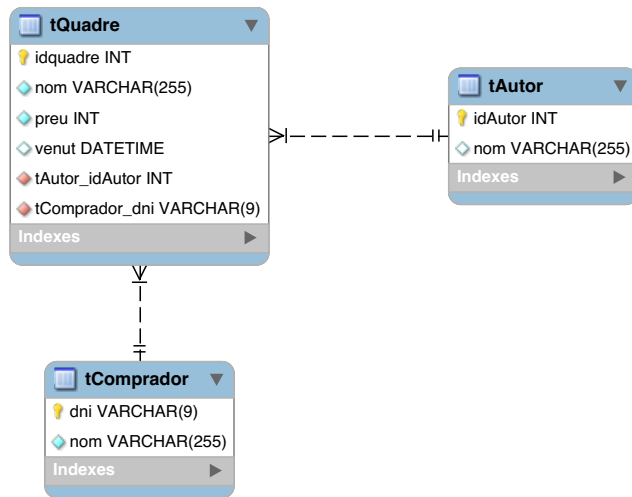 tQuadre
idquadre INT
nom VARCHAR(255)
preu INT
venut DATETIME
tAutor_idAutor INT
tComprador_dni VARCHAR(9)
Indexes
tAutor
idAutor INT
nom VARCHAR(255)
Indexes
tComprador
dni VARCHAR(9)
nom VARCHAR(255)
Indexes